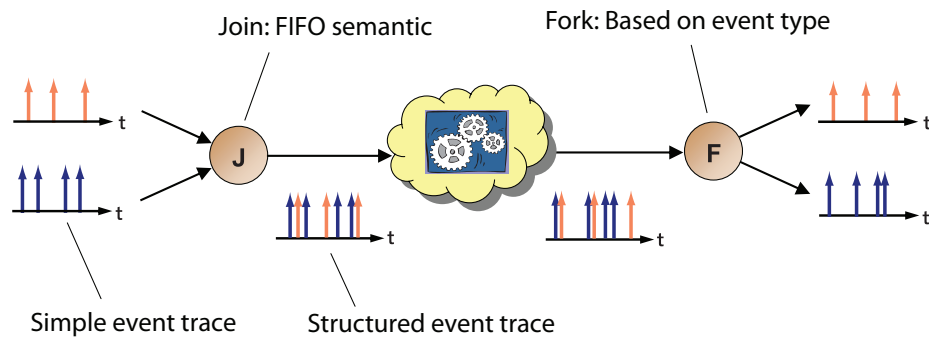 Join: FIFO semantic
Fork: Based on event type
t
t
J
F
t
t
t
t
Simple event trace
Structured event trace